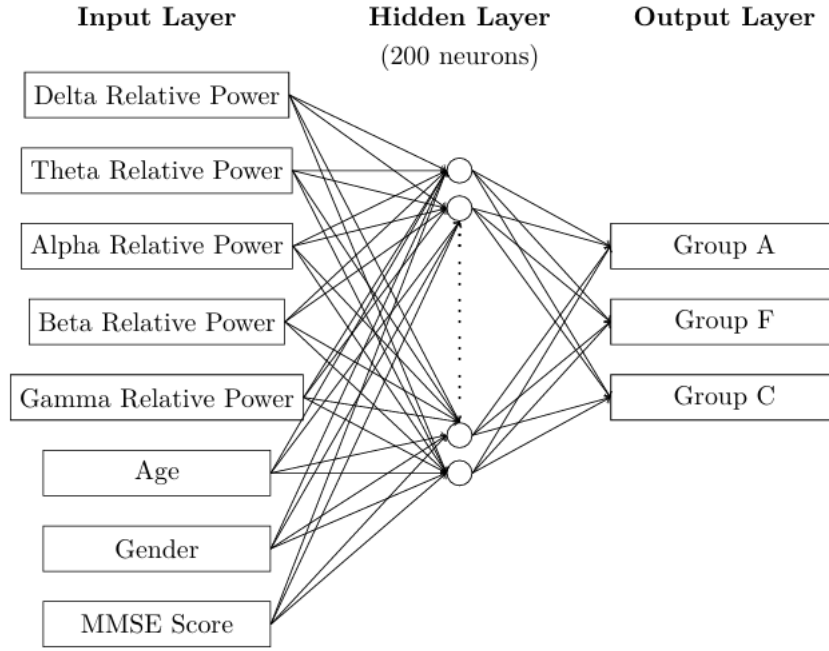 Input Layer
Hidden Layer
(200 neurons)
Output Layer
Delta Relative Power
Theta Relative Power
Alpha Relative Power
Beta Relative Power
Gamma Relative Power
Age
Gender
MMSE Score
Group A
Group F
Group C